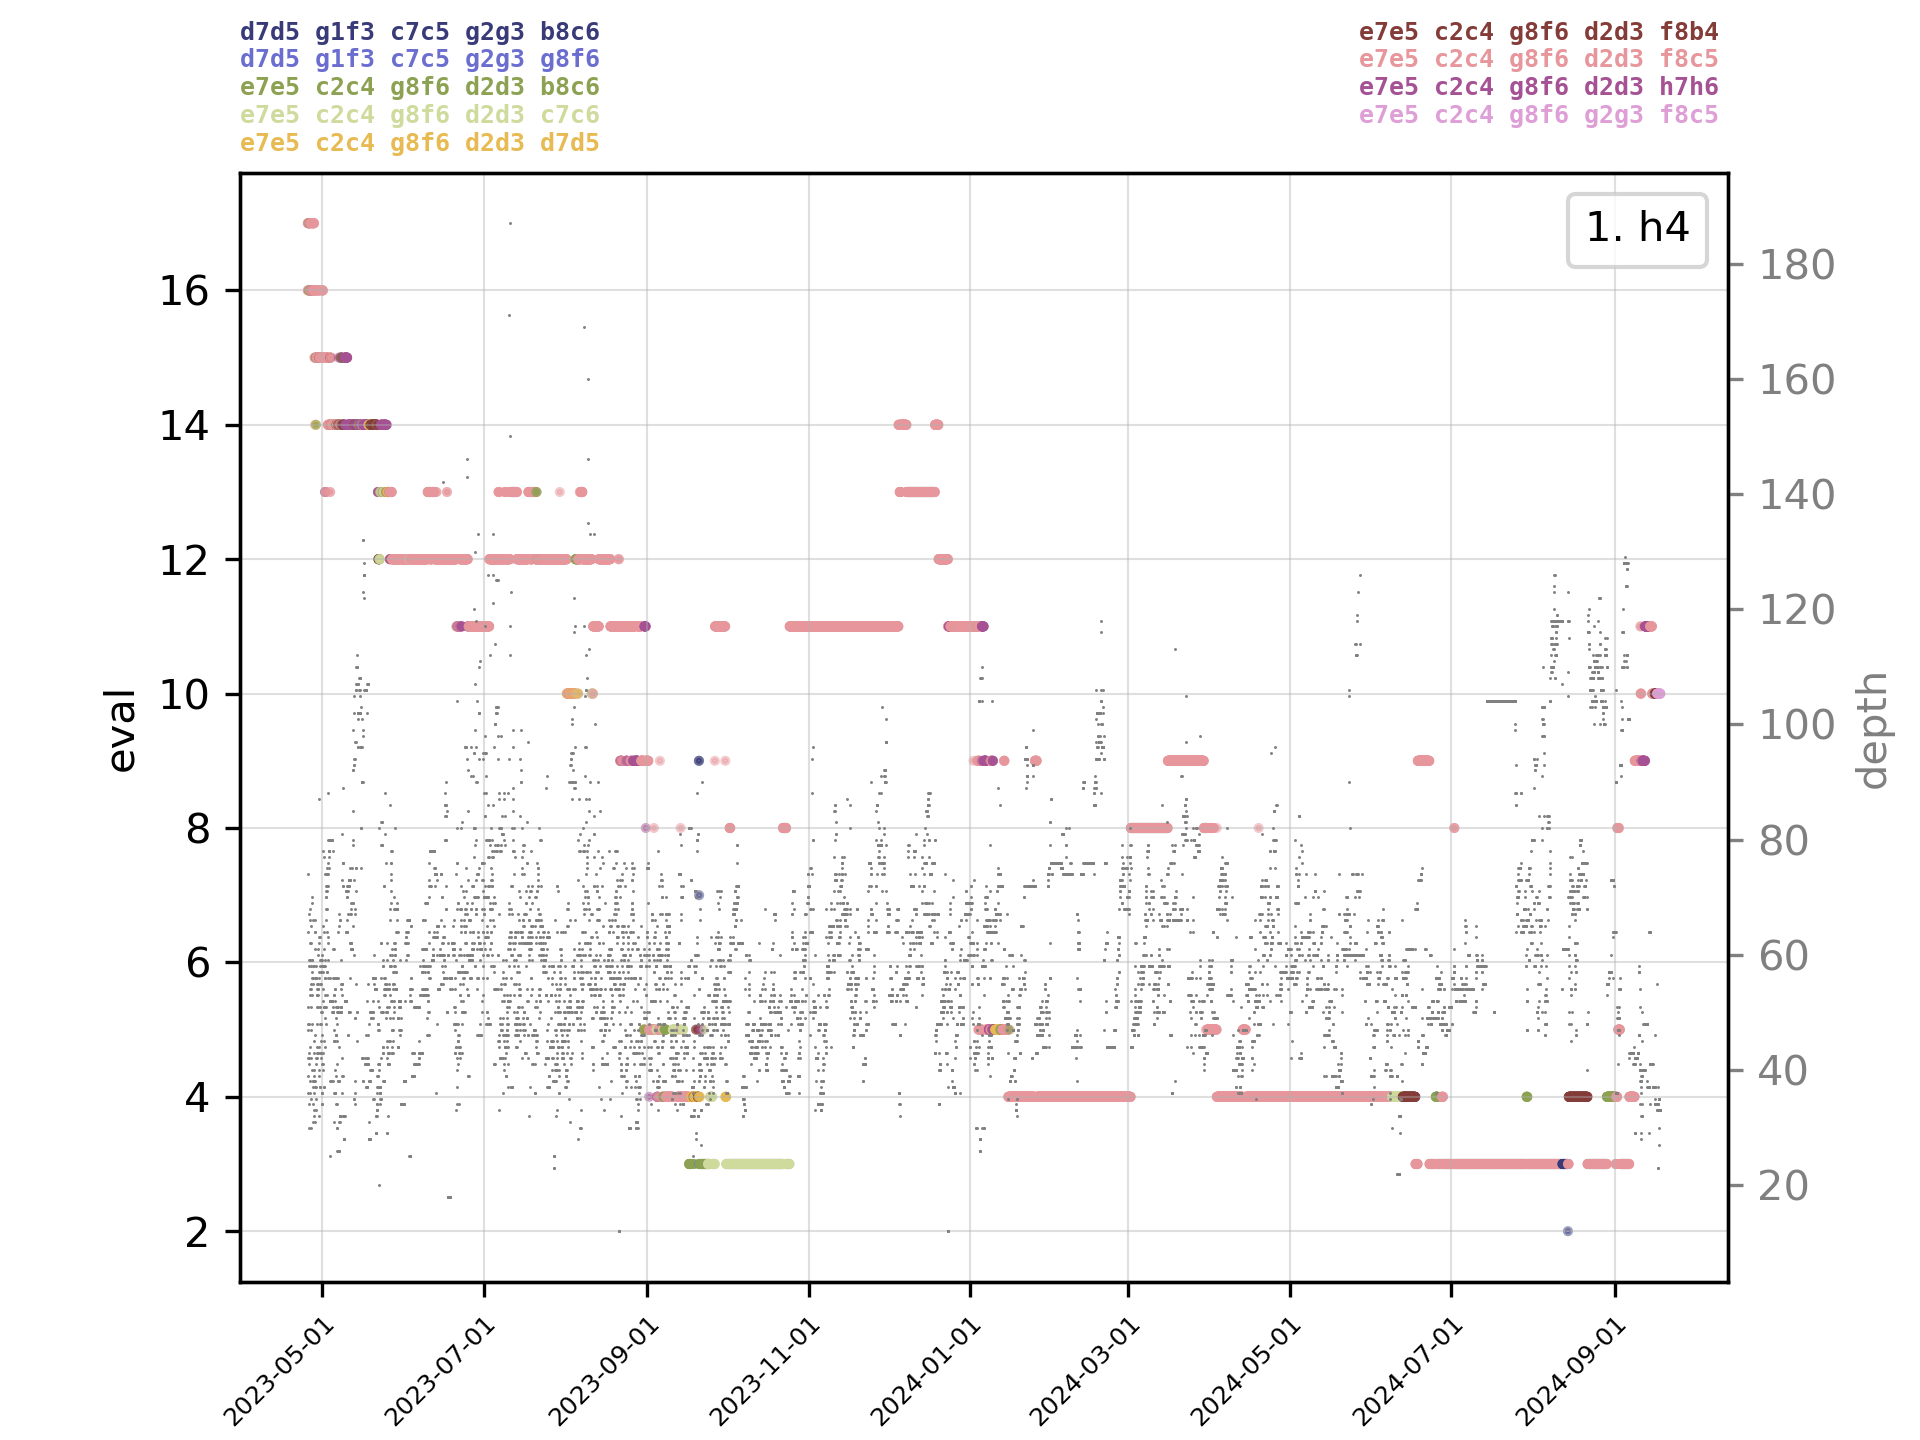 d7d5 g1f3 c7c5 g2g3 b8c6
d7d5 g1f3 c7c5 g2g3 g8f6
e7e5 c2c4 g8f6 d2d3 b8c6
e7e5 c2c4 g8f6 d2d3 c7c6
e7e5 c2c4 g8f6 d2d3 d7d5
e7e5 c2c4 g8f6 d2d3 f8b4
e7e5 c2c4 g8f6 d2d3 f8c5
e7e5 c2c4 g8f6 d2d3 h7h6
e7e5 c2c4 g8f6 g2g3 f8c5
1. h4
eval
16
14
12
10
8
6
4
2
depth
180
160
140
120
100
80
60
40
20
2023-05-01
2023-07-01
2023-09-01
2023-11-01
2024-01-01
2024-03-01
2024-05-01
2024-07-01
2024-09-01